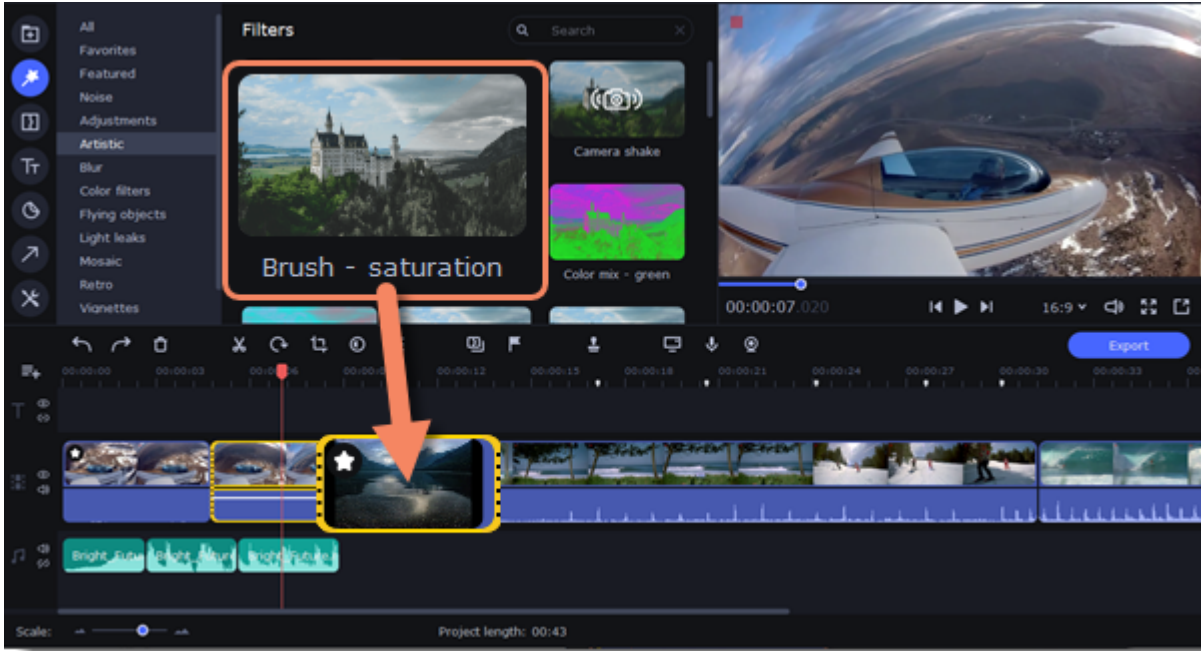 All
Favorites
Featured
Noise
Adjustments
Artistic
Blur
Color filters
Flying objects
Light leaks
Mosaic
Retro
Vignettes
Filters
Search
Brush - saturation
Camera shake
Color mix - green
00:00:07.020
16:9
Export
00:00:00
00:00:03
00:00:12
00:00:15
00:00:18
00:00:21
00:00:24
00:00:27
00:00:30
00:00:33
Bright_Futu
Bright_Future
Bright_Future
Scale:
Project length: 00:43